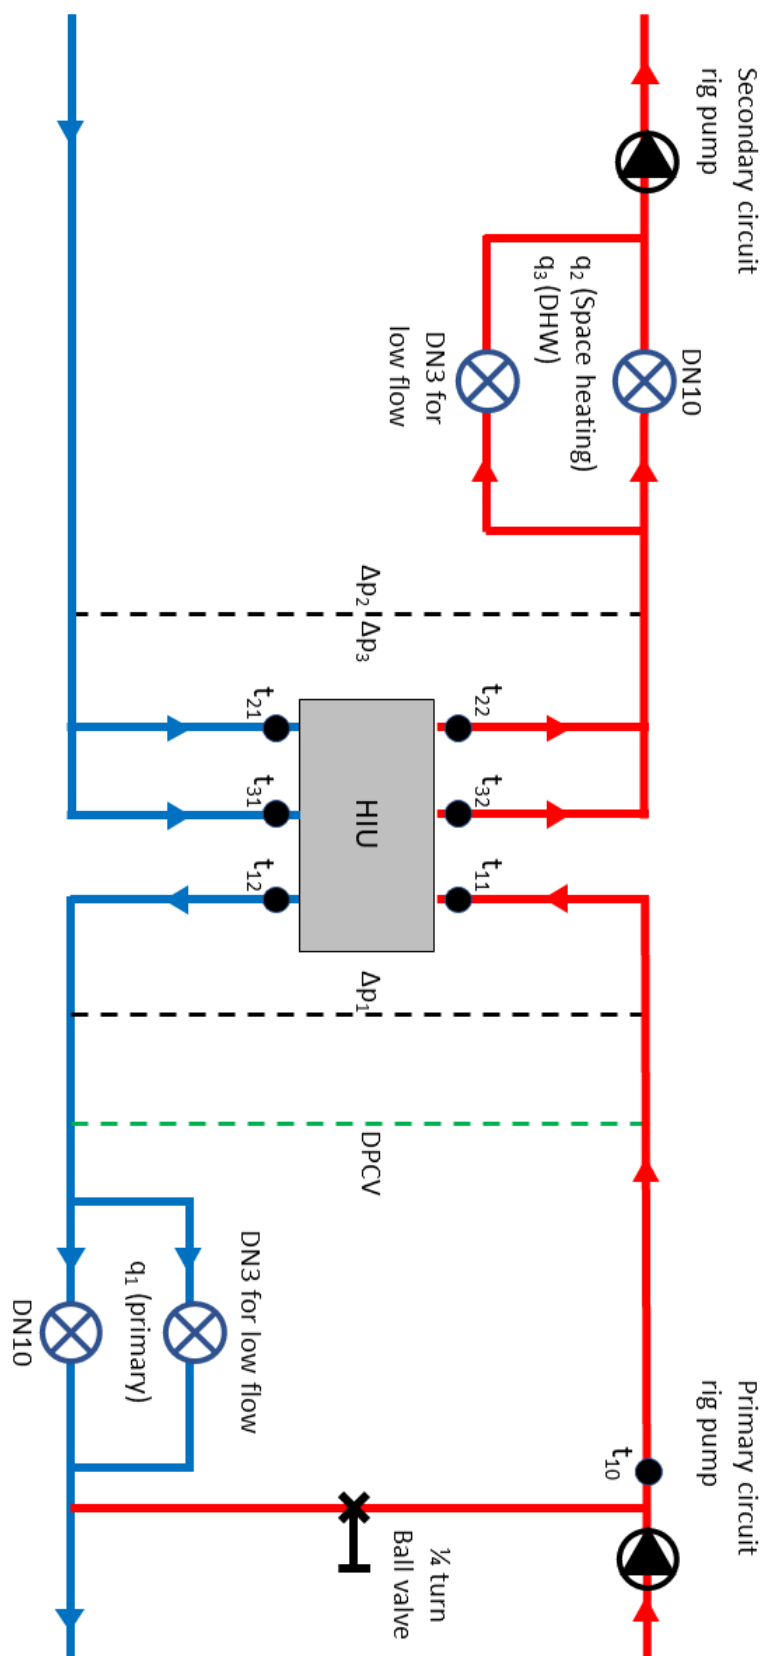 Secondary circuit
rig pump
DN10
q₂ (Space heating)
q₃ (DHW)
DN3 for
low flow
Δp₂ Δp₃
t₂₂
t₃₂
t₁₁
HIU
t₂₁
t₃₁
t₁₂
Δp₁
DPCV
Primary circuit
rig pump
t₁₀
¼ turn
Ball valve
DN3 for low flow
q₁ (primary)
DN10